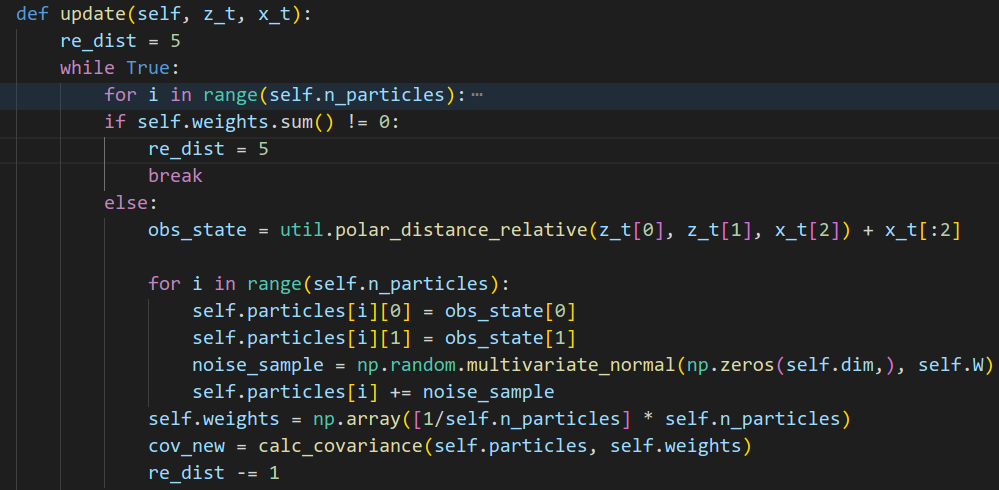 def update(self, z_t, x_t):
    re_dist = 5
    while True:
        for i in range(self.n_particles): ⋯
        if self.weights.sum() != 0:
            re_dist = 5
            break
        else:
            obs_state = util.polar_distance_relative(z_t[0], z_t[1], x_t[2]) + x_t[:2]
            for i in range(self.n_particles):
                self.particles[i][0] = obs_state[0]
                self.particles[i][1] = obs_state[1]
                noise_sample = np.random.multivariate_normal(np.zeros(self.dim,), self.W)
                self.particles[i] += noise_sample
            self.weights = np.array([1/self.n_particles] * self.n_particles)
            cov_new = calc_covariance(self.particles, self.weights)
            re_dist -= 1